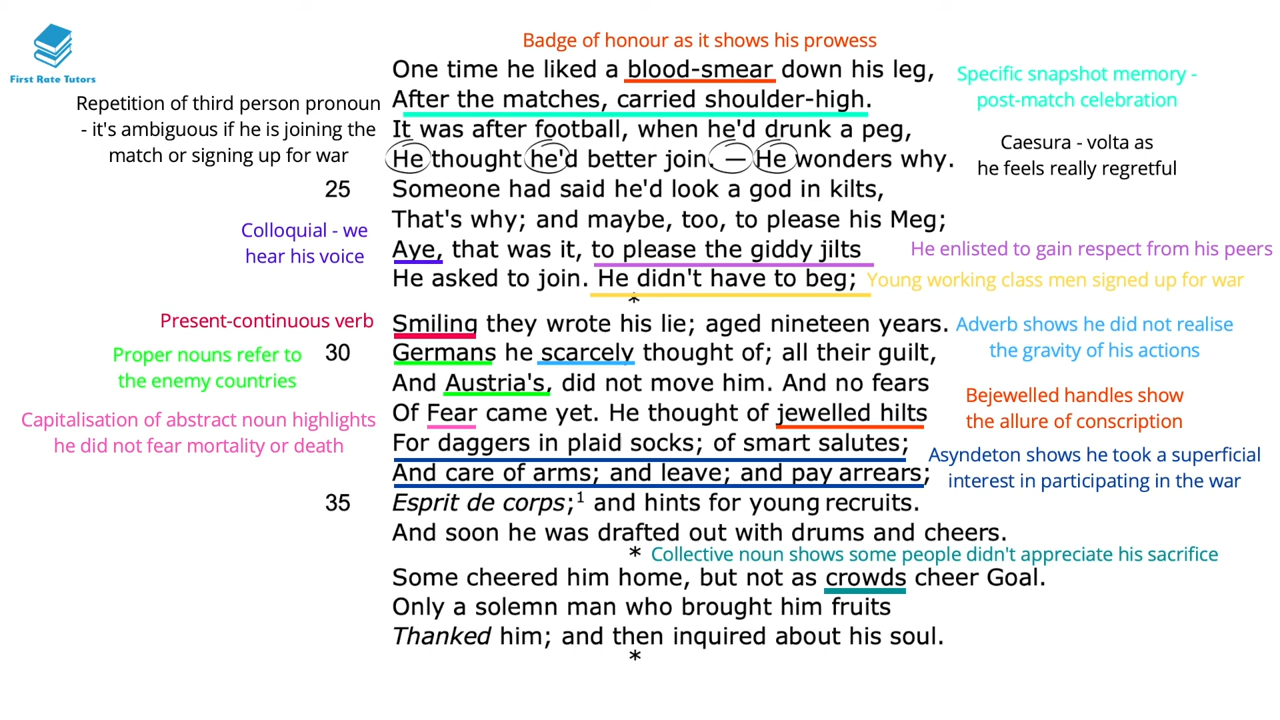 Badge of honour as it shows his prowess
First Rate Tutors
One time he liked a blood-smear down his leg,
After the matches, carried shoulder-high.
Specific snapshot memory -
post-match celebration
Repetition of third person pronoun
- it's ambiguous if he is joining the
match or signing up for war
It was after football, when he'd drunk a peg,
He thought he'd better join. — He wonders why.
Caesura - volta as
he feels really regretful
25 Someone had said he'd look a god in kilts,
That's why; and maybe, too, to please his Meg;
Colloquial - we
hear his voice
Aye, that was it, to please the giddy jilts
He enlisted to gain respect from his peers
He asked to join. He didn't have to beg;
Young working class men signed up for war
*
Present-continuous verb
Smiling they wrote his lie; aged nineteen years.
Adverb shows he did not realise
the gravity of his actions
Proper nouns refer to
the enemy countries
30 Germans he scarcely thought of; all their guilt,
And Austria's, did not move him. And no fears
Capitalisation of abstract noun highlights
he did not fear mortality or death
Of Fear came yet. He thought of jewelled hilts
Bejewelled handles show
the allure of conscription
For daggers in plaid socks; of smart salutes;
And care of arms; and leave; and pay arrears;
Asyndeton shows he took a superficial
interest in participating in the war
35 Esprit de corps;1 and hints for young recruits.
And soon he was drafted out with drums and cheers.
*
Collective noun shows some people didn't appreciate his sacrifice
Some cheered him home, but not as crowds cheer Goal.
Only a solemn man who brought him fruits
Thanked him; and then inquired about his soul.
*